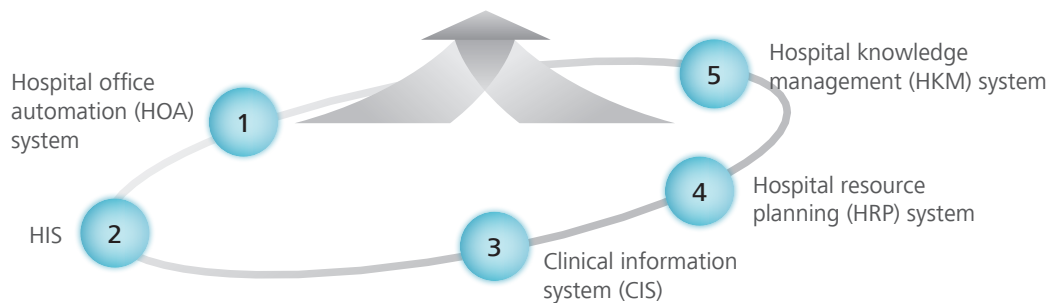 Hospital office
automation (HOA)
system
1
HIS
2
3
Clinical information
system (CIS)
4
Hospital resource
planning (HRP) system
5
Hospital knowledge
management (HKM) system